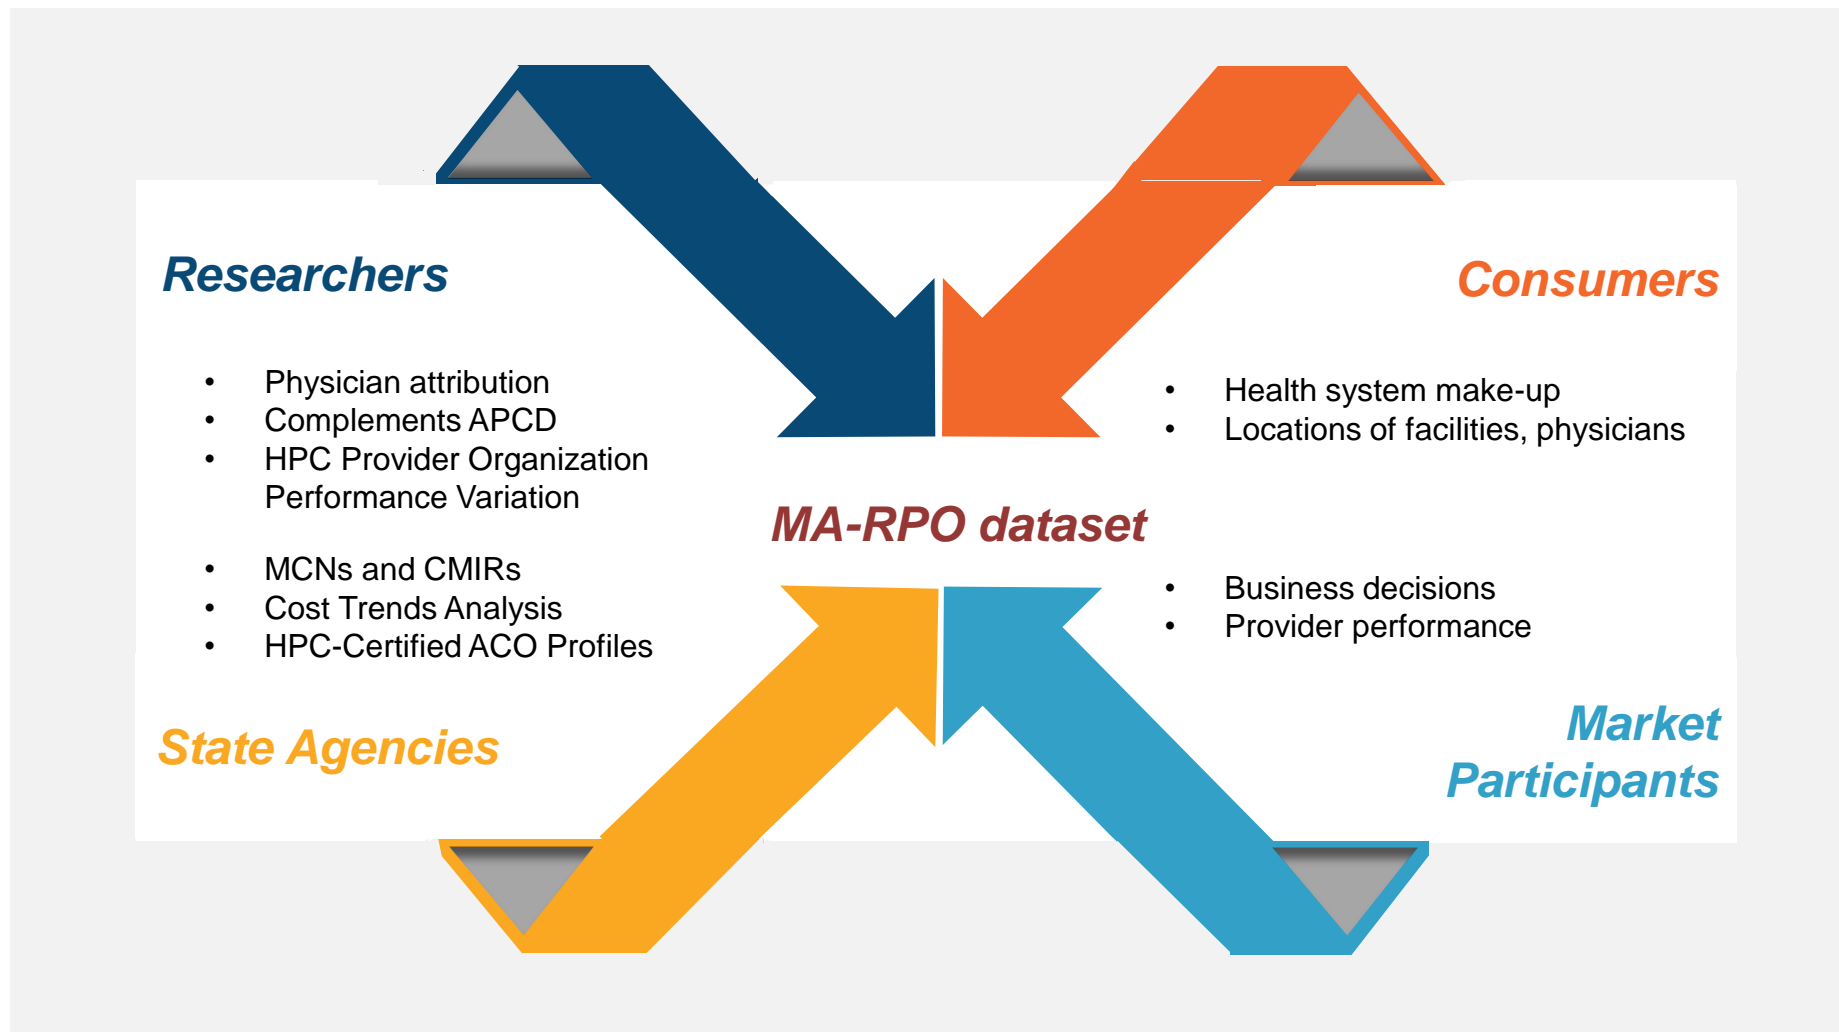 Researchers
• Physician attribution
• Complements APCD
• HPC Provider Organization
Performance Variation
• MCNs and CMIRs
• Cost Trends Analysis
• HPC-Certified ACO Profiles
State Agencies
MA-RPO dataset
Consumers
• Health system make-up
• Locations of facilities, physicians
• Business decisions
• Provider performance
Market
Participants